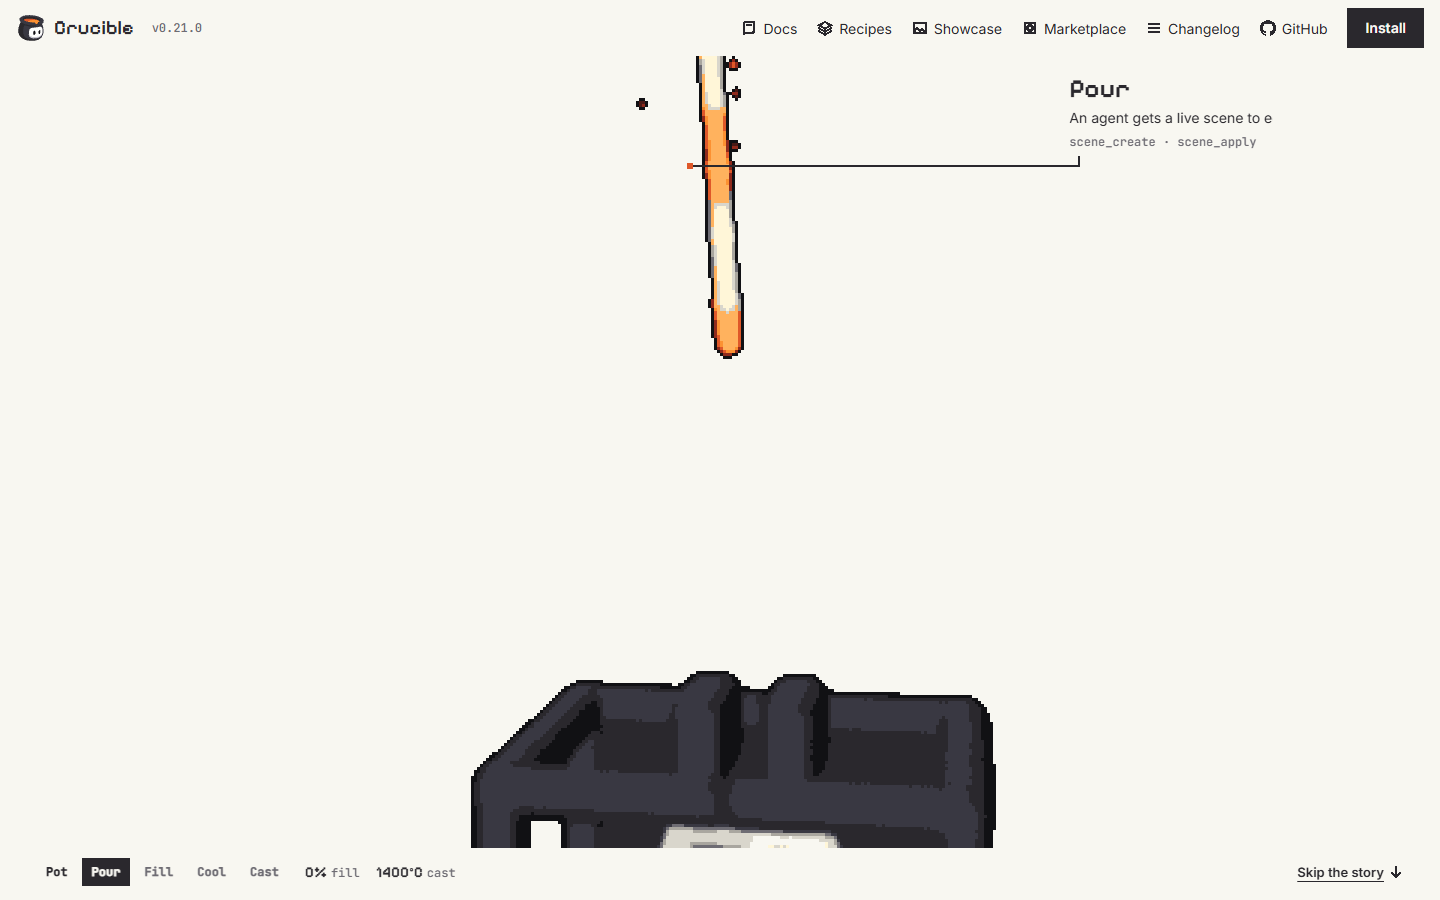 Crucible v0.21.0 Docs Recipes Showcase Marketplace Changelog GitHub Install
Pour
An agent gets a live scene to e
scene_create · scene_apply
Pot Pour Fill Cool Cast 0% fill 1400°C cast Skip the story